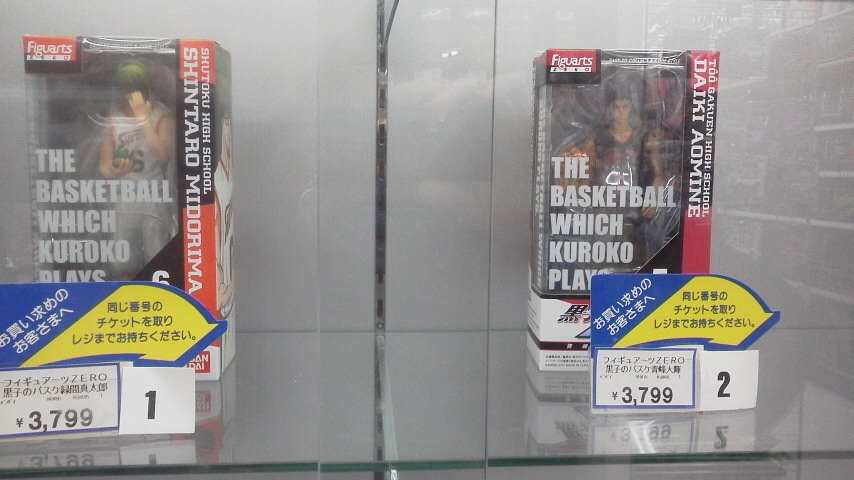 Figuarts
ZERO
SHUTOKU HIGH SCHOOL
SHINTARO MIDORIMA
THE
BASKETBALL
WHICH
KUROKO
PLAYS
6
お買い求めの
お客さまへ
同じ番号の
チケットを取り
レジまでお持ちください。
フィギュアーツZERO
黒子のバスケ緑間真太郎
¥3,799
1
Figuarts
ZERO
TŌŌ GAKUEN HIGH SCHOOL
DAIKI AOMINE
THE
BASKETBALL
WHICH
KUROKO
PLAYS
お買い求めの
お客さまへ
同じ番号の
チケットを取り
レジまでお持ちください。
フィギュアーツZERO
黒子のバスケ青峰大輝
¥3,799
2